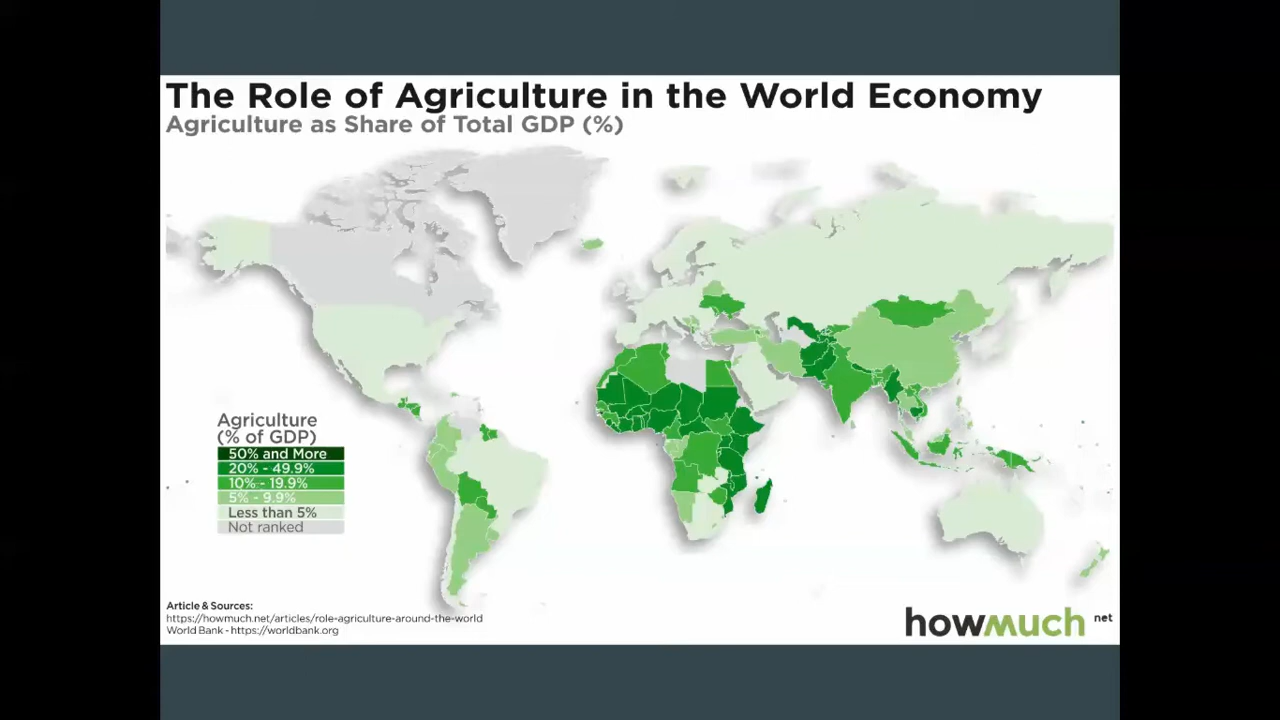 The Role of Agriculture in the World Economy
Agriculture as Share of Total GDP (%)
Agriculture
(% of GDP)
50% and More
20% - 49.9%
10% - 19.9%
5% - 9.9%
Less than 5%
Not ranked
Article & Sources:
https://howmuch.net/articles/role-agriculture-around-the-world
World Bank - https://worldbank.org
howmuch net